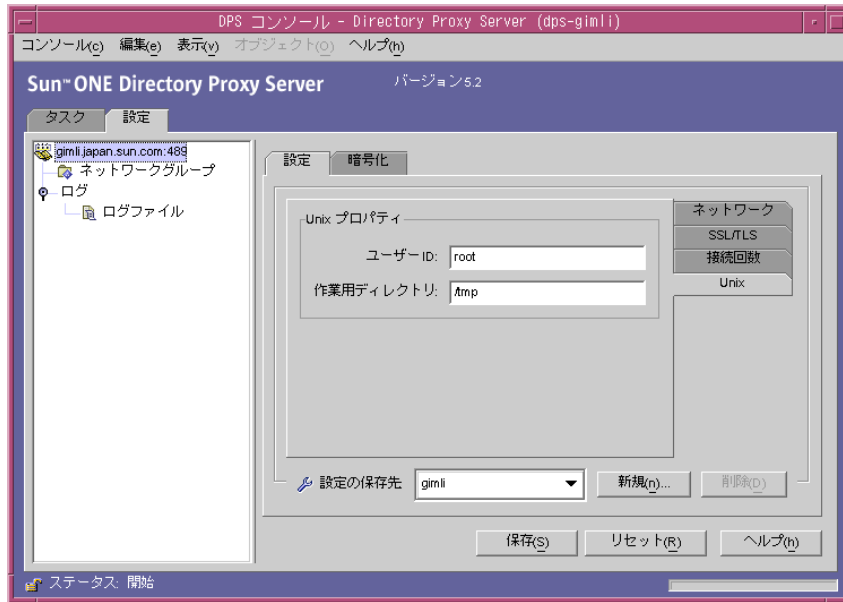 DPS コンソール - Directory Proxy Server (dps-gimli)
コンソール(c) 編集(e) 表示(v) オブジェクト(O) ヘルプ(h)
Sun™ ONE Directory Proxy Server バージョン5.2
タスク 設定
gimli.japan.sun.com:489
ネットワークグループ
ログ
ログファイル
設定 暗号化
ネットワーク
SSL/TLS
接続回数
Unix
Unix プロパティ
ユーザーID: root
作業用ディレクトリ: /tmp
設定の保存先 gimli 新規(n)... 削除(D)
保存(S) リセット(R) ヘルプ(h)
ステータス: 開始